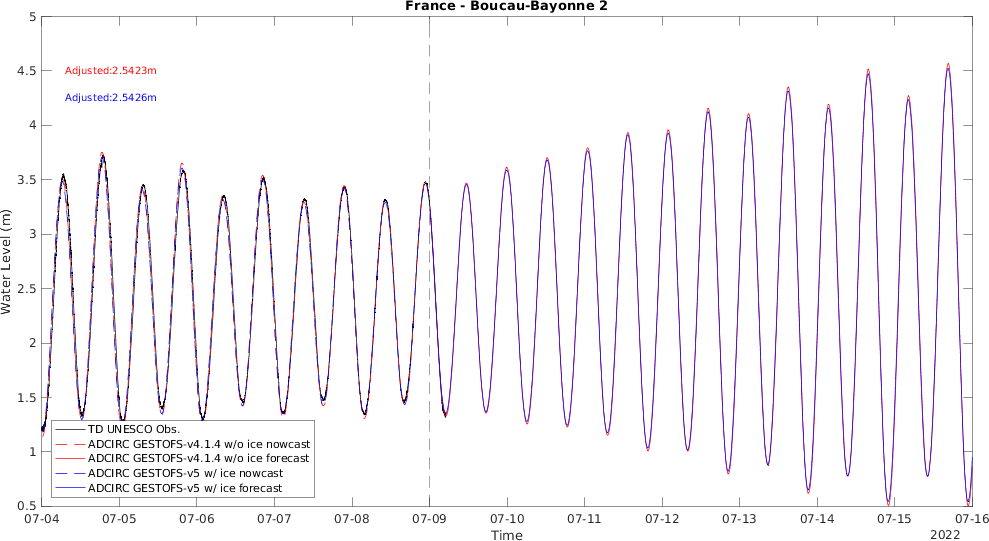 France - Boucau-Bayonne 2
5
4.5
4
3.5
3
2.5
2
1.5
1
0.5
Water Level (m)
Adjusted:2.5423m
Adjusted:2.5426m
TD UNESCO Obs.
ADCIRC GESTOFS-v4.1.4 w/o ice nowcast
ADCIRC GESTOFS-v4.1.4 w/o ice forecast
ADCIRC GESTOFS-v5 w/ ice nowcast
ADCIRC GESTOFS-v5 w/ ice forecast
07-04 07-05 07-06 07-07 07-08 07-09 07-10 07-11 07-12 07-13 07-14 07-15 07-16
Time
2022